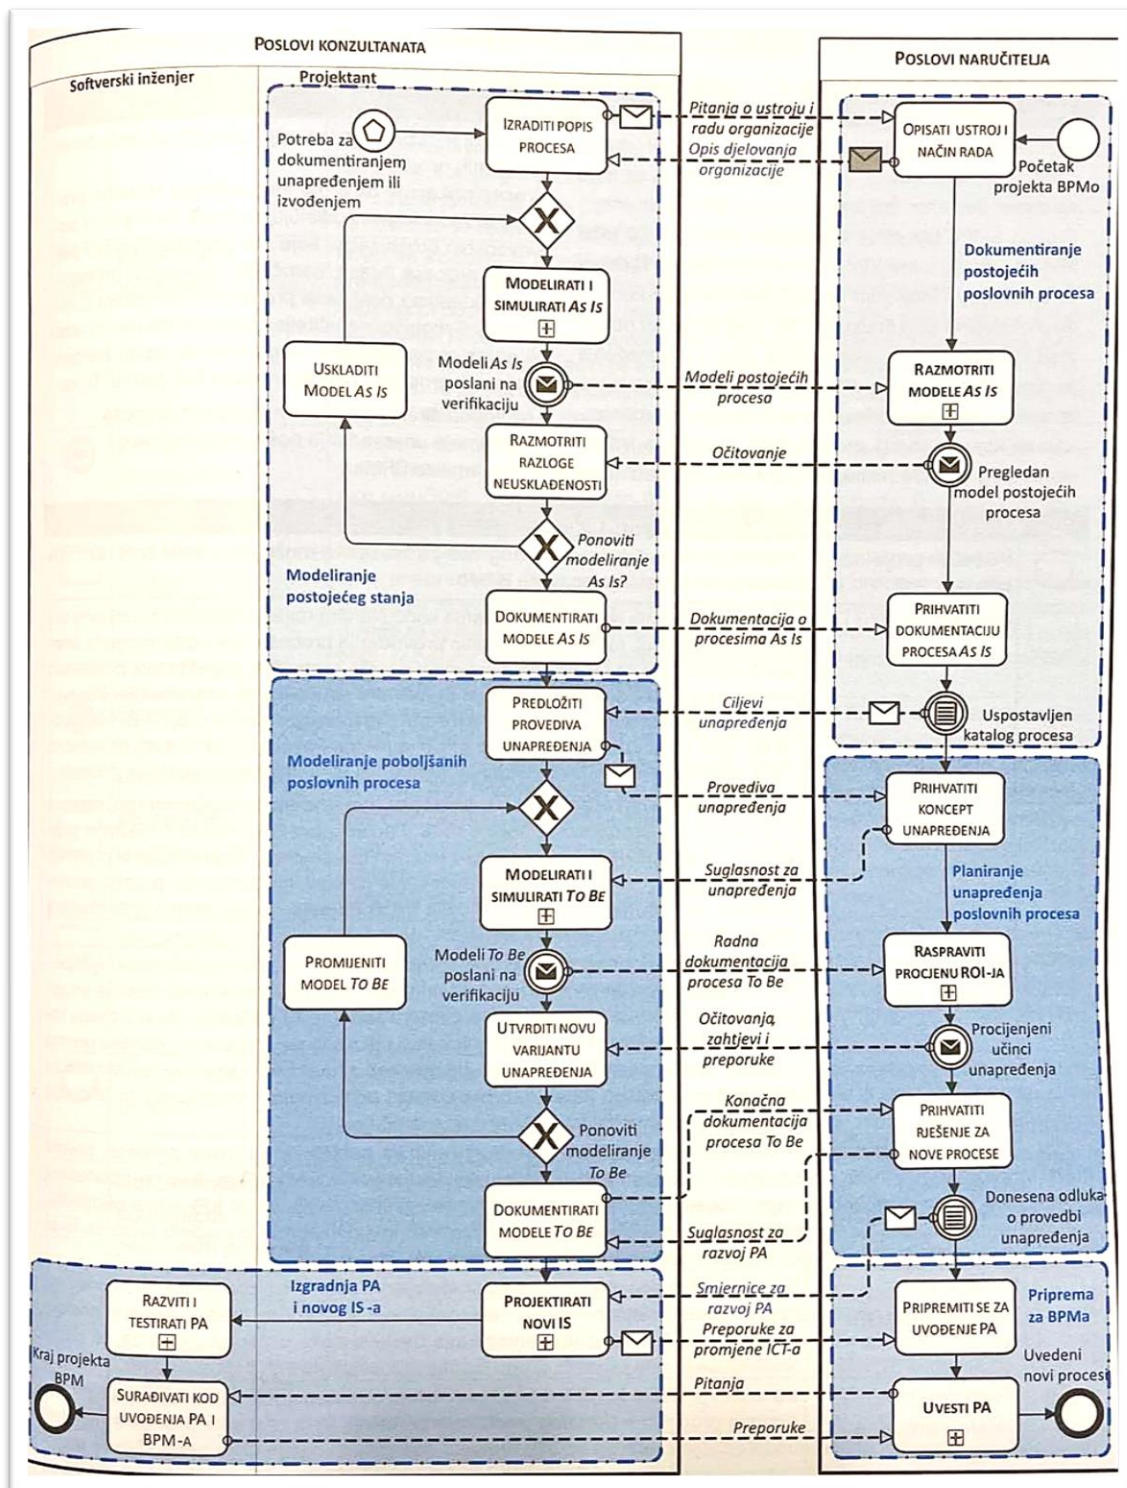 POSLOVI KONZULTANATA
POSLOVI NARUČITELJA
Softverski inženjer
Projektant
Potreba za
dokumentiranjem,
unapređenjem ili
izvođenjem
IZRADITI POPIS
PROCESA
Pitanja o ustroju i
radu organizacije
Opis djelovanja
organizacije
OPISATI USTROJ I
NAČIN RADA
Početak
projekta BPMo
MODELIRATI I
SIMULIRATI As Is
Dokumentiranje
postojećih
poslovnih procesa
USKLADITI
MODEL As Is
Modeli As Is
poslani na
verifikaciju
Modeli postojećih
procesa
RAZMOTRITI
MODELE As Is
RAZMOTRITI
RAZLOGE
NEUSKLAĐENOSTI
Očitovanje
Pregledan
model postojećih
procesa
Ponoviti
modeliranje
As Is?
Modeliranje
postojećeg stanja
DOKUMENTIRATI
MODELE As Is
Dokumentacija o
procesima As Is
PRIHVATITI
DOKUMENTACIJU
PROCESA As Is
PREDLOŽITI
PROVEDIVA
UNAPREĐENJA
Ciljevi
unapređenja
Uspostavljen
katalog procesa
Modeliranje poboljšanih
poslovnih procesa
Provediva
unapređenja
PRIHVATITI
KONCEPT
UNAPREĐENJA
MODELIRATI I
SIMULIRATI To Be
Suglasnost za
unapređenja
Planiranje
unapređenja
poslovnih procesa
PROMIJENITI
MODEL To Be
Modeli To Be
poslani na
verifikaciju
Radna
dokumentacija
procesa To Be
RASPRAVITI
PROCJENU ROI-JA
UTVRDITI NOVU
VARIJANTU
UNAPREĐENJA
Očitovanja,
zahtjevi i
preporuke
Procijenjeni
učinci
unapređenja
Ponoviti
modeliranje
To Be
Konačna
dokumentacija
procesa To Be
PRIHVATITI
RJEŠENJE ZA
NOVE PROCESE
DOKUMENTIRATI
MODELE To Be
Suglasnost za
razvoj PA
Donesena odluka
o provedbi
unapređenja
Izgradnja PA
i novog IS-a
RAZVITI I
TESTIRATI PA
PROJEKTIRATI
NOVI IS
Smjernice za
razvoj PA
Preporuke za
promjene ICT-a
PRIPREMITI SE ZA
UVOĐENJE PA
Priprema
za BPMa
Kraj projekta
BPM
SURAĐIVATI KOD
UVOĐENJA PA I
BPM-A
Pitanja
Preporuke
UVESTI PA
Uvedeni
novi procesi